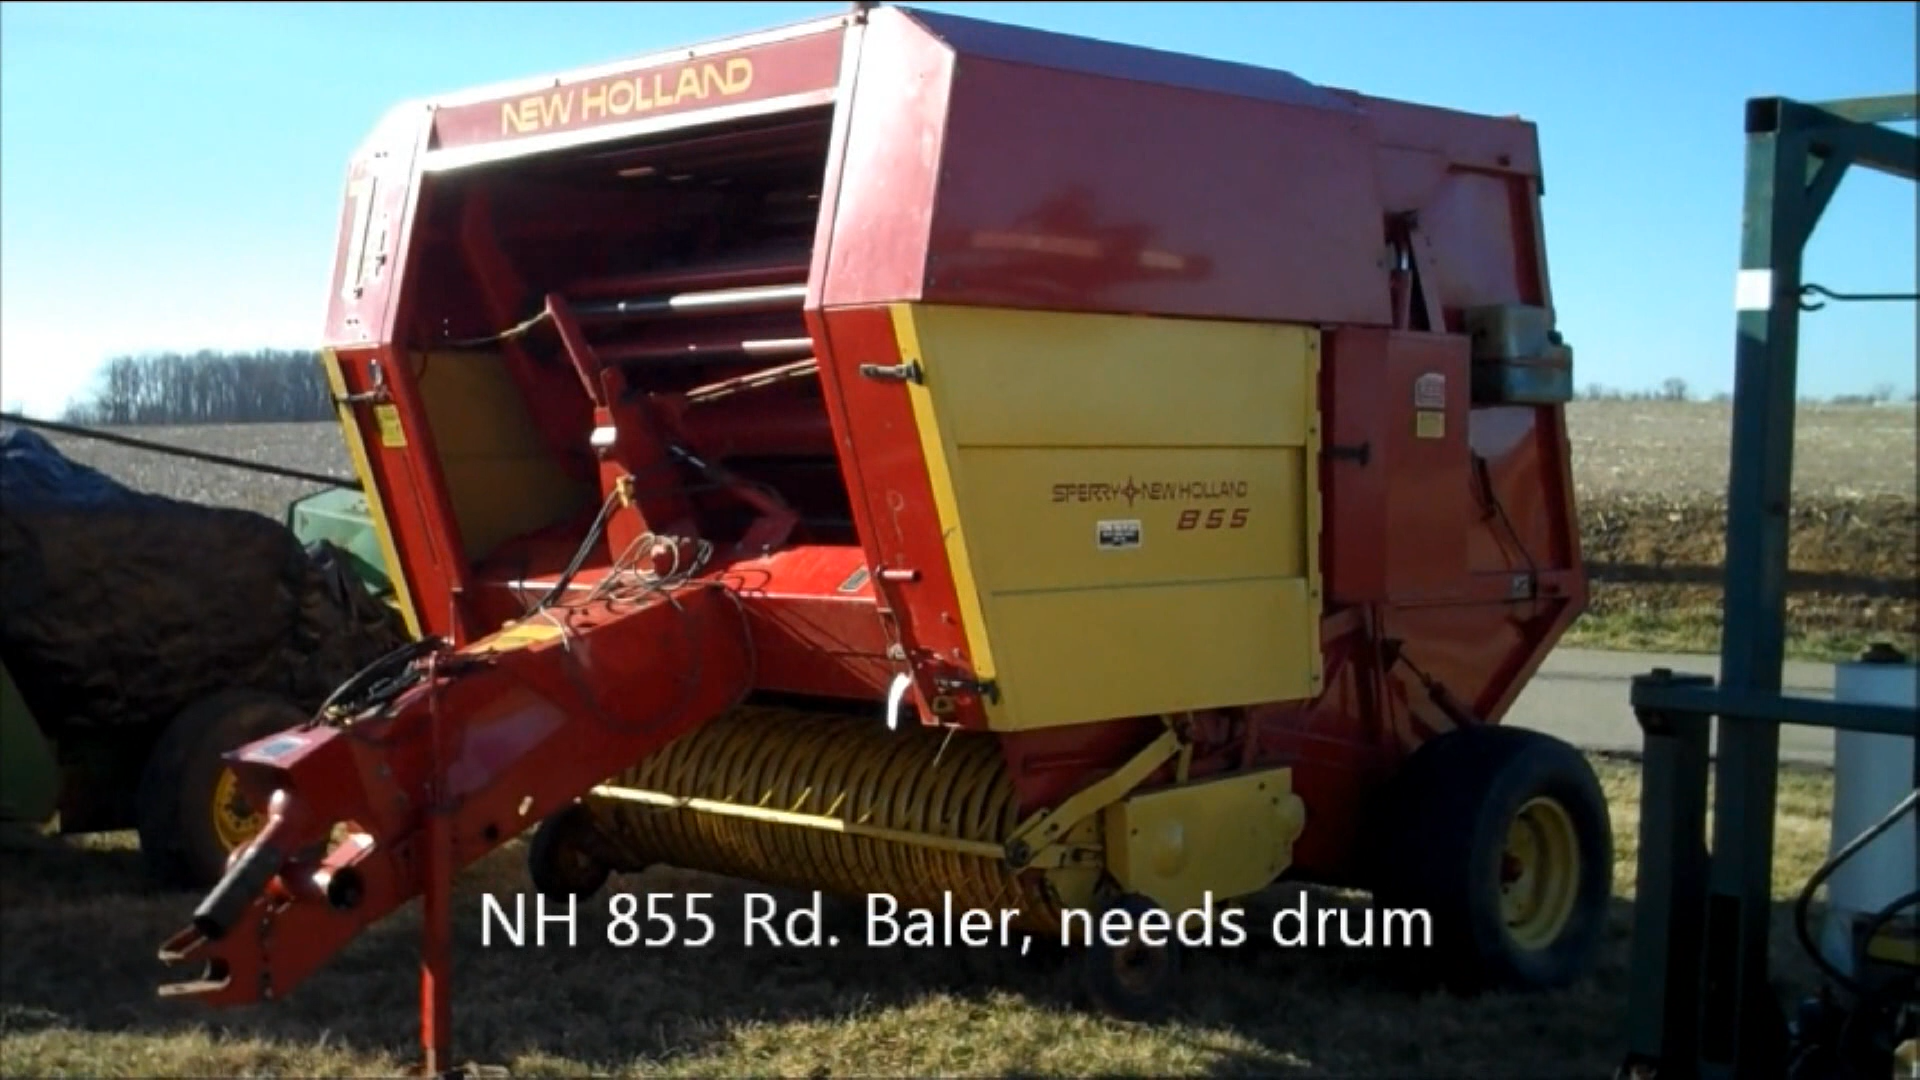 NEW HOLLAND
SPERRY NEW HOLLAND
855
NH 855 Rd. Baler, needs drum